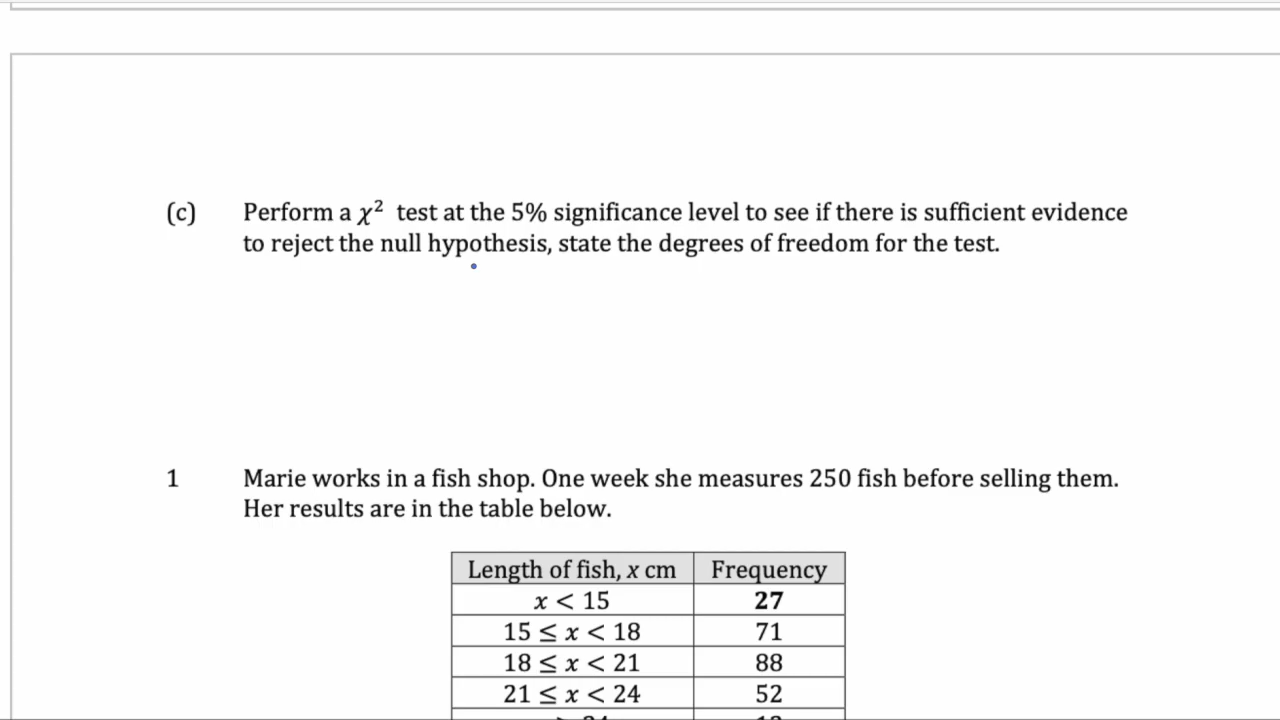 (c) Perform a χ² test at the 5% significance level to see if there is sufficient evidence
to reject the null hypothesis, state the degrees of freedom for the test.
1 Marie works in a fish shop. One week she measures 250 fish before selling them.
Her results are in the table below.
Length of fish, x cm Frequency
x < 15 27
15 ≤ x < 18 71
18 ≤ x < 21 88
21 ≤ x < 24 52